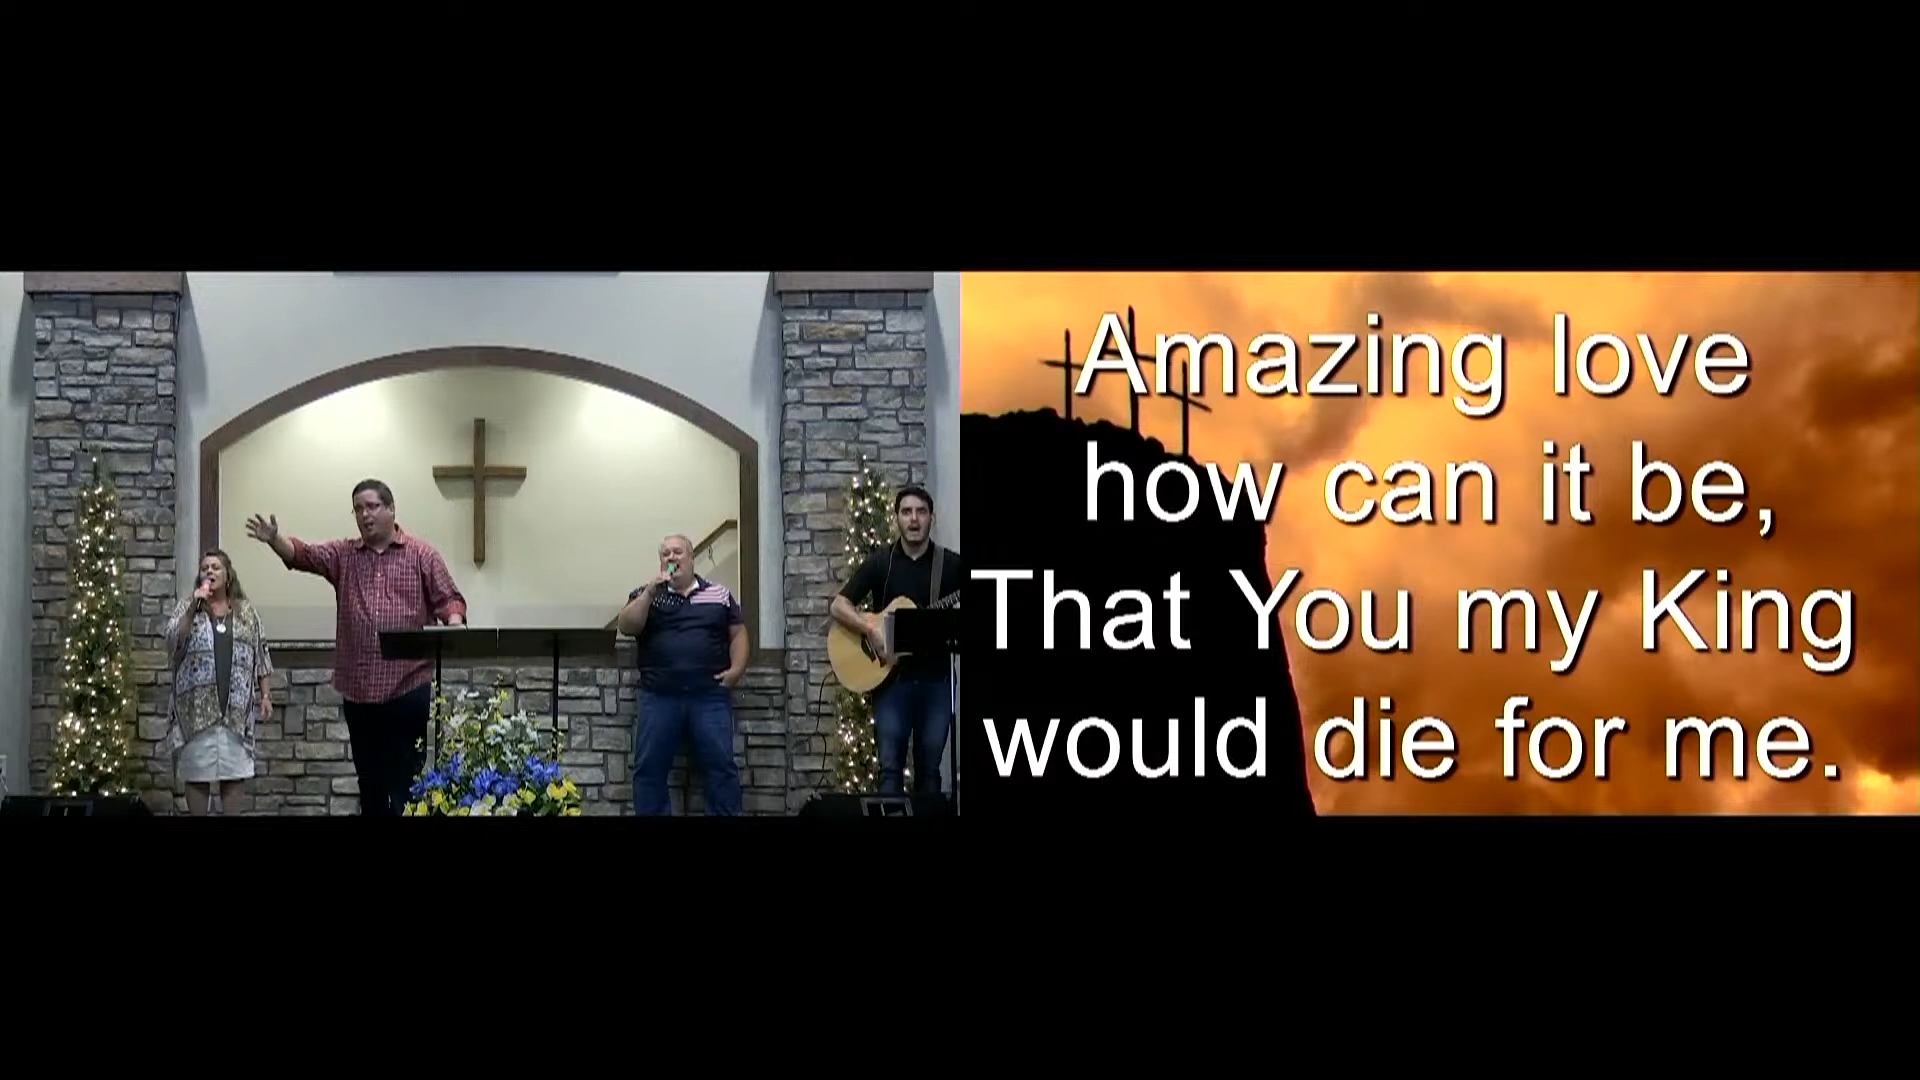 Amazing love
how can it be,
That You my King
would die for me.